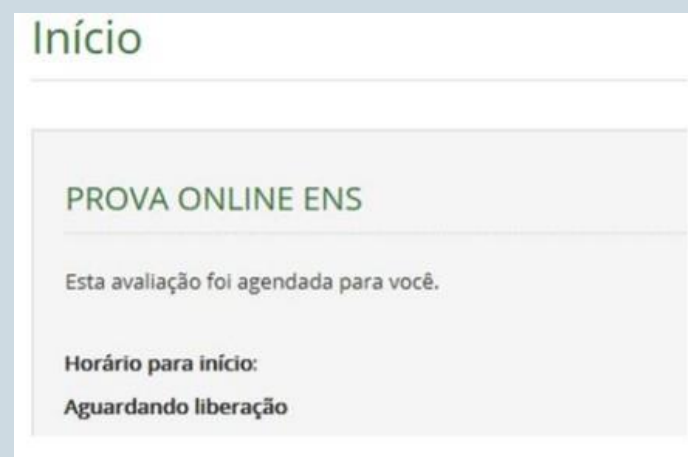 Início
PROVA ONLINE ENS
Esta avaliação foi agendada para você.
Horário para início:
Aguardando liberação